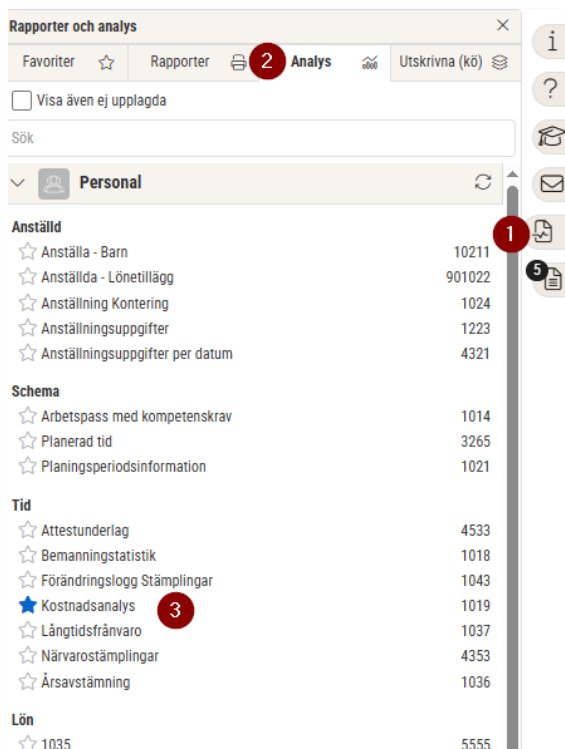 Rapporter och analys
Favoriter Rapporter 2 Analys Utskrivna (kö)
Visa även ej upplagda
Sök
Personal
1
5
Anställd
Anställa - Barn 10211
Anställda - Lönetillägg 901022
Anställning Kontering 1024
Anställningsuppgifter 1223
Anställningsuppgifter per datum 4321
Schema
Arbetspass med kompetenskrav 1014
Planerad tid 3265
Planingsperiodsinformation 1021
Tid
Attestunderlag 4533
Bemanningstatistik 1018
Förändringslogg Stämplingar 1043
Kostnadsanalys 3 1019
Långtidsfrånvaro 1037
Närvarostämplingar 4353
Årsavstämning 1036
Lön
1035 5555